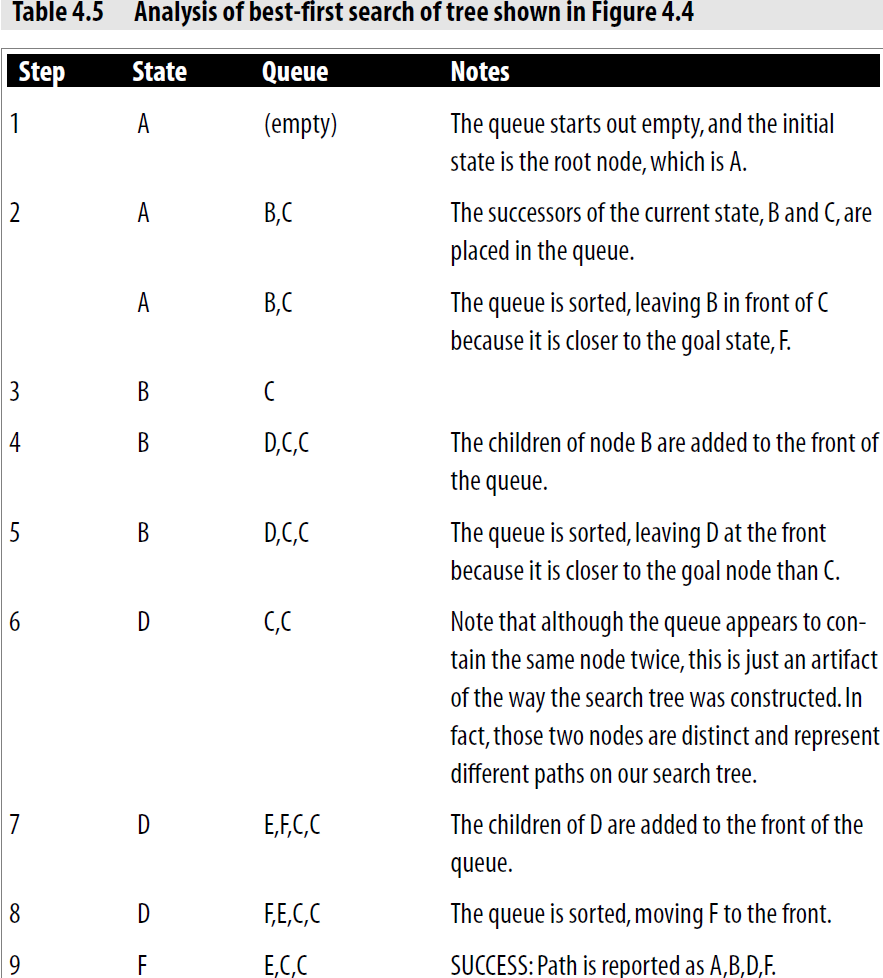 Table 4.5 Analysis of best-first search of tree shown in Figure 4.4
Step State Queue Notes
1 A (empty) The queue starts out empty, and the initial
state is the root node, which is A.
2 A B,C The successors of the current state, B and C, are
placed in the queue.
A B,C The queue is sorted, leaving B in front of C
because it is closer to the goal state, F.
3 B C
4 B D,C,C The children of node B are added to the front of
the queue.
5 B D,C,C The queue is sorted, leaving D at the front
because it is closer to the goal node than C.
6 D C,C Note that although the queue appears to con-
tain the same node twice, this is just an artifact
of the way the search tree was constructed. In
fact, those two nodes are distinct and represent
different paths on our search tree.
7 D E,F,C,C The children of D are added to the front of the
queue.
8 D F,E,C,C The queue is sorted, moving F to the front.
9 F E,C,C SUCCESS: Path is reported as A,B,D,F.